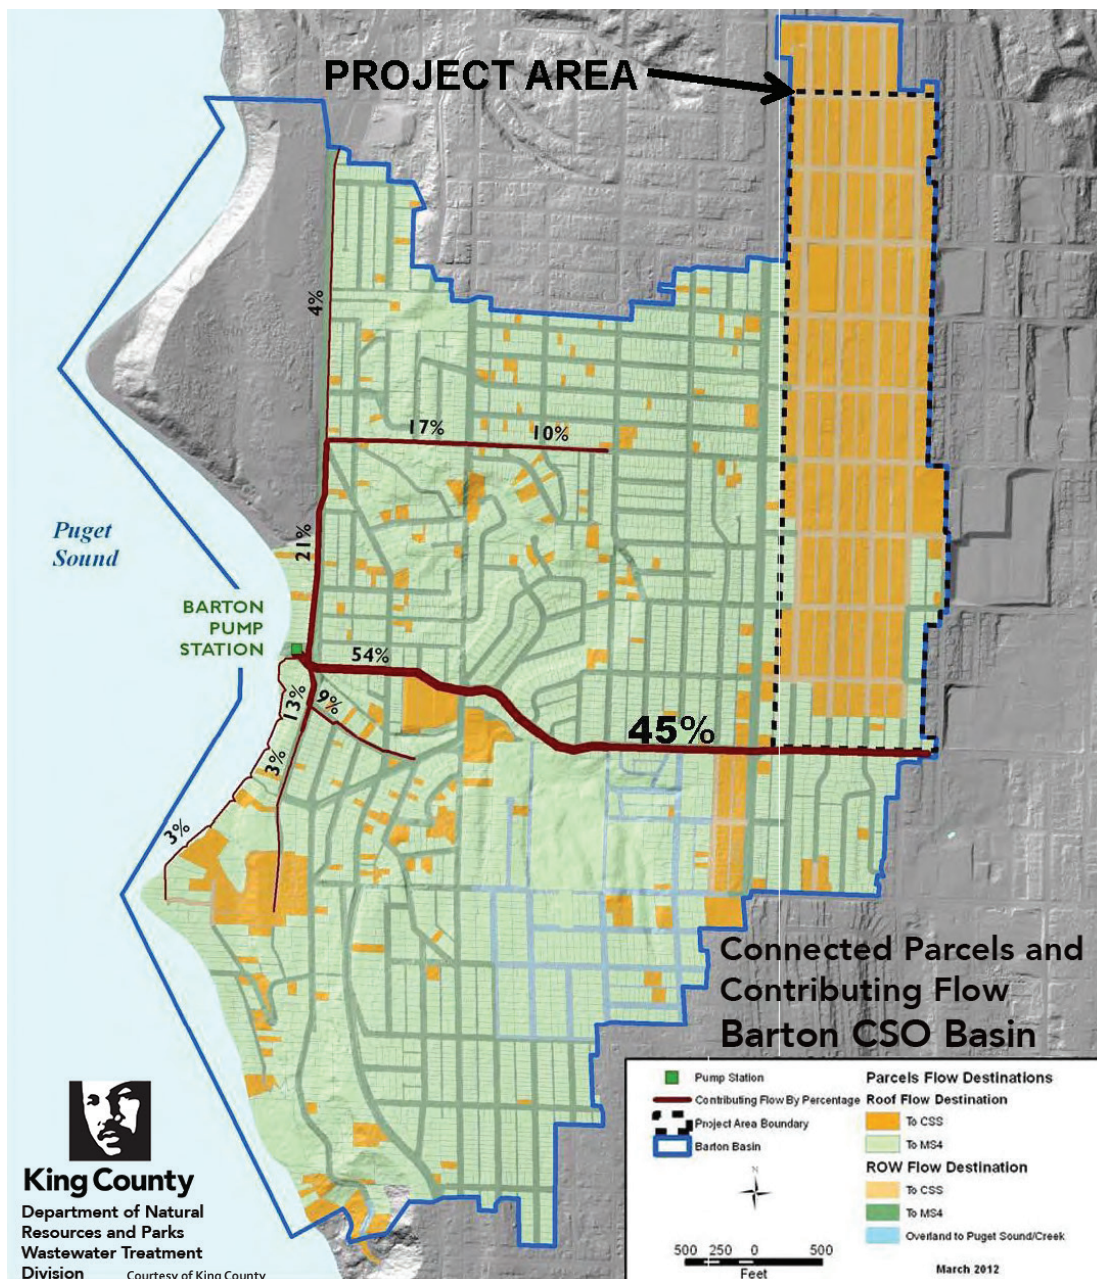 PROJECT AREA
4%
17%
10%
21%
Puget
Sound
BARTON
PUMP
STATION
54%
13%
9%
45%
3%
3%
Connected Parcels and
Contributing Flow
Barton CSO Basin
King County
Department of Natural
Resources and Parks
Wastewater Treatment
Division
Courtesy of King County
Pump Station
Contributing Flow By Percentage
Project Area Boundary
Barton Basin
Parcels Flow Destinations
Roof Flow Destination
To CSS
To MS4
ROW Flow Destination
To CSS
To MS4
Overland to Puget Sound/Creek
N
500 250 0 500
Feet
March 2012